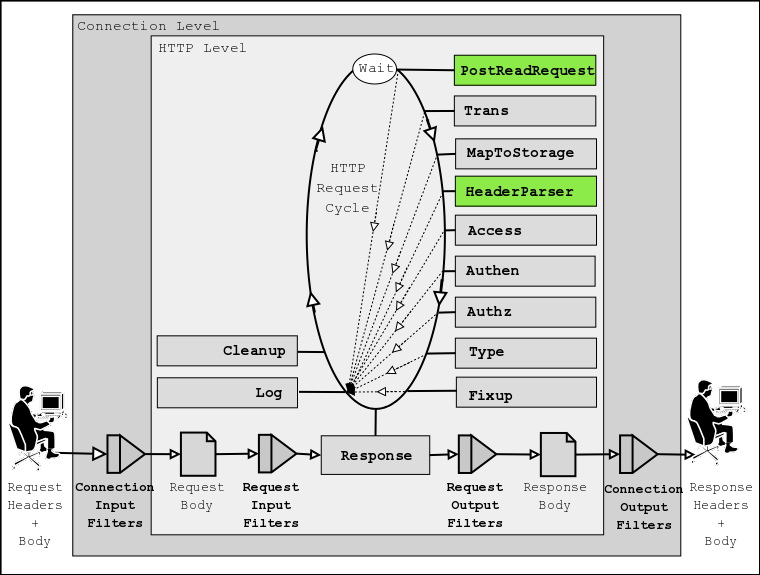 Connection Level
HTTP Level
Wait
PostReadRequest
Trans
MapToStorage
HTTP
Request
Cycle
HeaderParser
Access
Authen
Authz
Cleanup
Type
Log
Fixup
Response
Request
Headers
+
Body
Connection
Input
Filters
Request
Body
Request
Input
Filters
Request
Output
Filters
Response
Body
Connection
Output
Filters
Response
Headers
+
Body